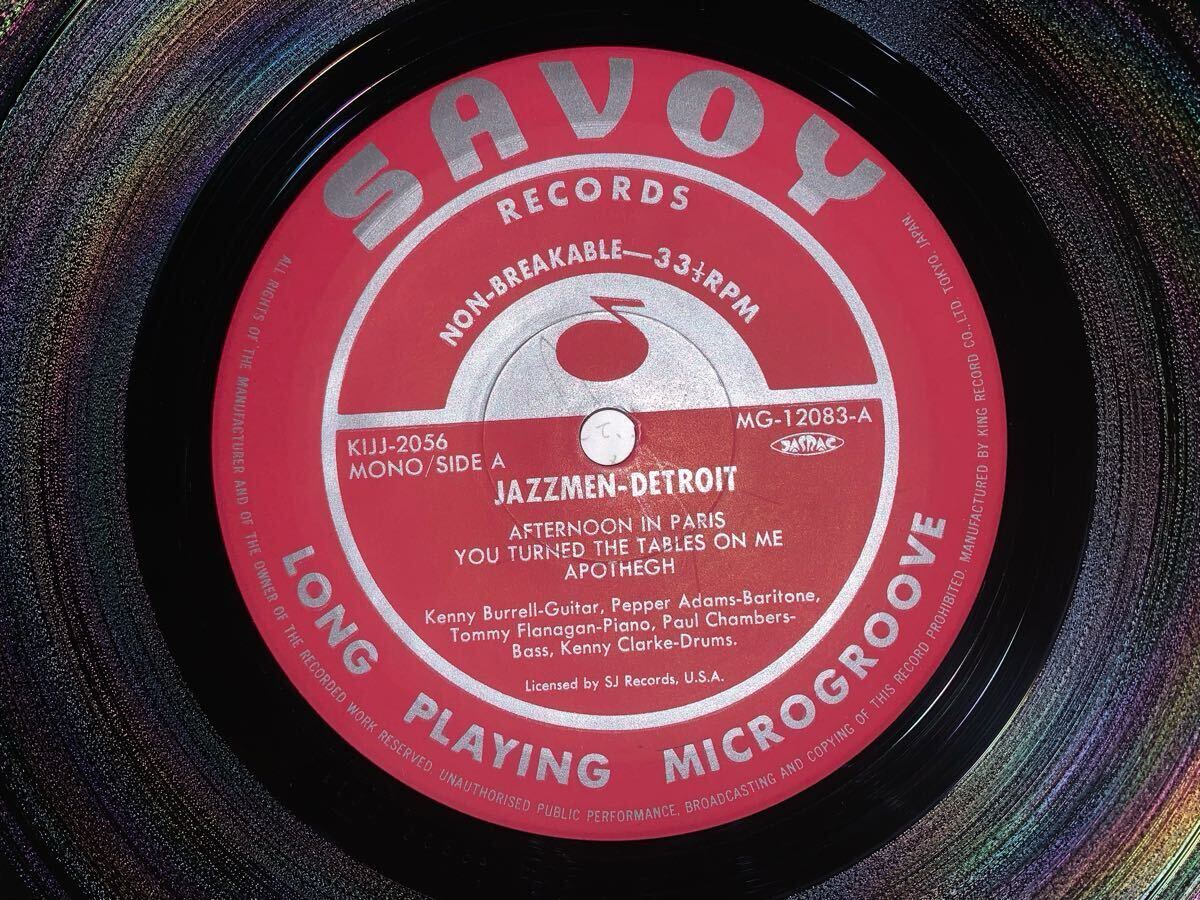 SAVOY
RECORDS
NON-BREAKABLE—33⅓RPM
KIJJ-2056
MONO/SIDE A
MG-12083-A
JASRAC
JAZZMEN-DETROIT
AFTERNOON IN PARIS
YOU TURNED THE TABLES ON ME
APOTHEGH
Kenny Burrell-Guitar, Pepper Adams-Baritone,
Tommy Flanagan-Piano, Paul Chambers-
Bass, Kenny Clarke-Drums.
Licensed by SJ Records, U.S.A.
LONG PLAYING MICROGROOVE
ALL RIGHTS OF THE MANUFACTURER AND OF THE OWNER OF THE RECORDED WORK RESERVED. UNAUTHORISED PUBLIC PERFORMANCE, BROADCASTING AND COPYING OF THIS RECORD PROHIBITED. MANUFACTURED BY KING RECORD CO., LTD. TOKYO, JAPAN.